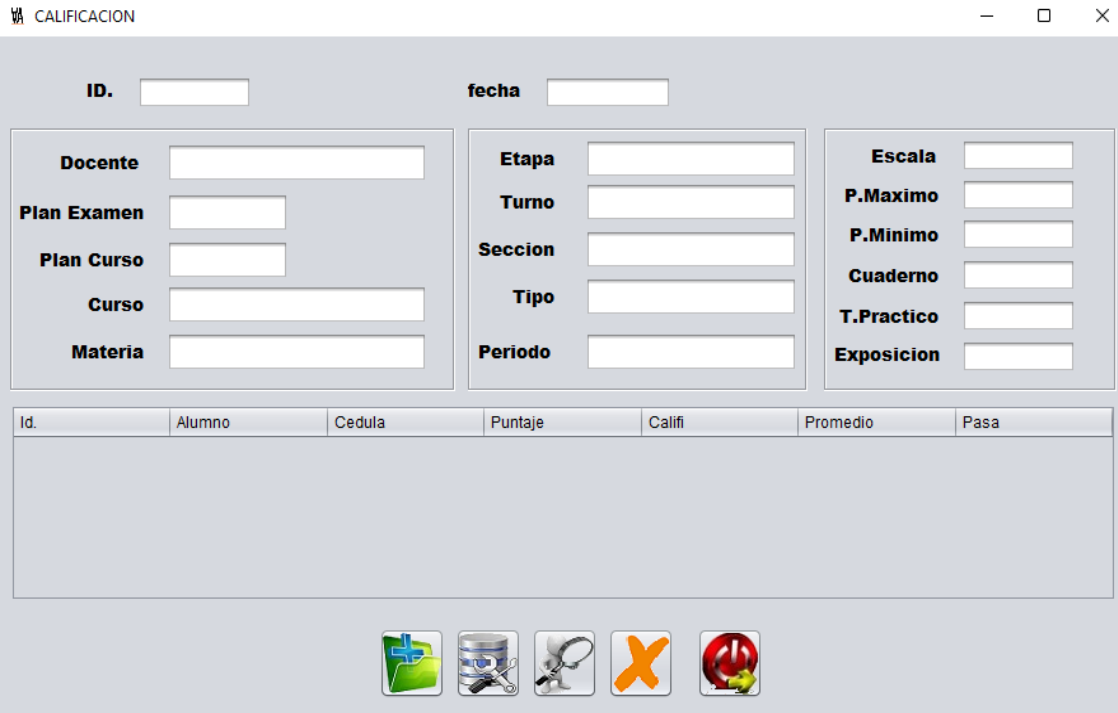 CALIFICACION
ID. fecha
Docente
Plan Examen
Plan Curso
Curso
Materia
Etapa
Turno
Seccion
Tipo
Periodo
Escala
P.Maximo
P.Minimo
Cuaderno
T.Practico
Exposicion
Id. Alumno Cedula Puntaje Califi Promedio Pasa